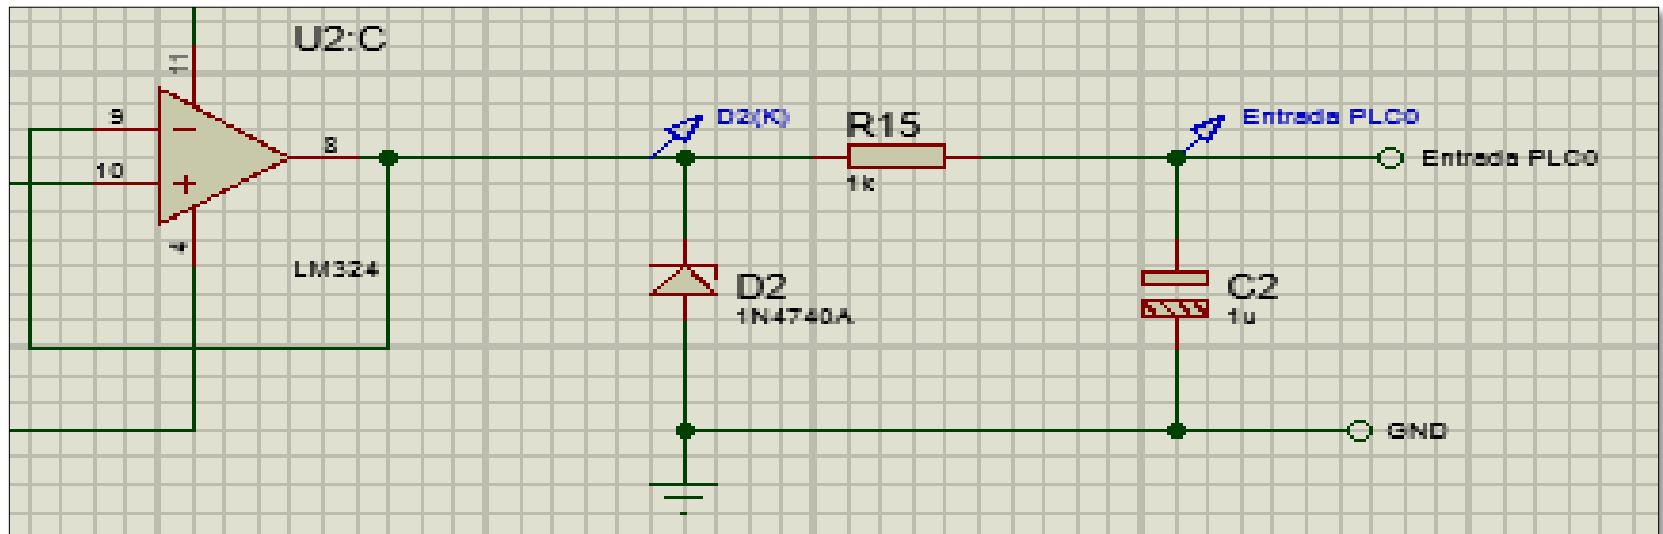 U2:C
11
9
10
8
4
LM324
D2(K)
R15
1k
Entrada PLC0
Entrada PLC0
D2
1N4740A
C2
1u
GND